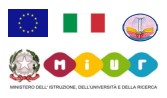 MIUR
MINISTERO DELL' ISTRUZIONE, DELL'UNIVERSITÀ E DELLA RICERCA